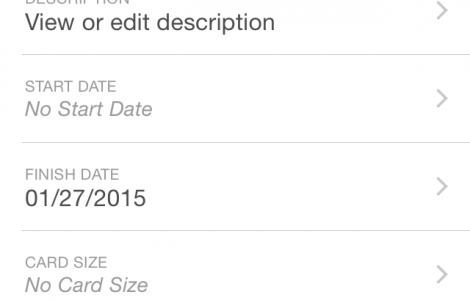 DESCRIPTION
View or edit description
START DATE
No Start Date
FINISH DATE
01/27/2015
CARD SIZE
No Card Size